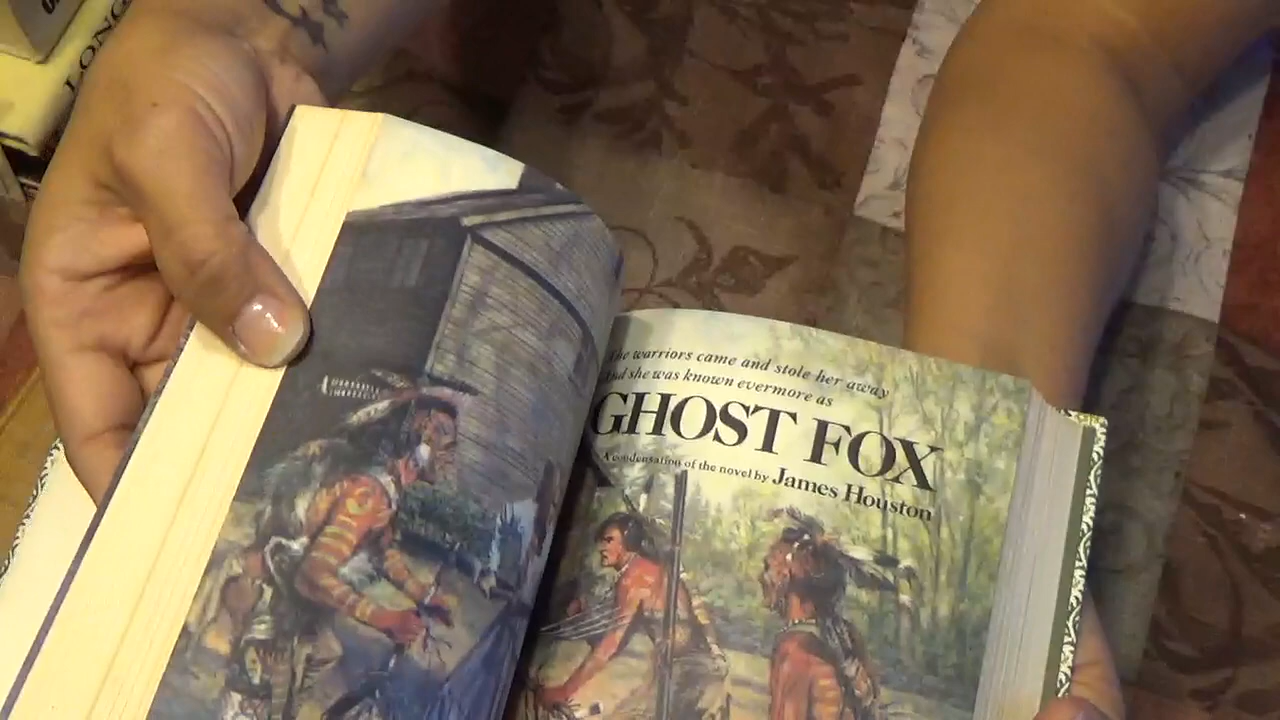 LONG
The warriors came and stole her away
And she was known evermore as
GHOST FOX
A condensation of the novel by James Houston